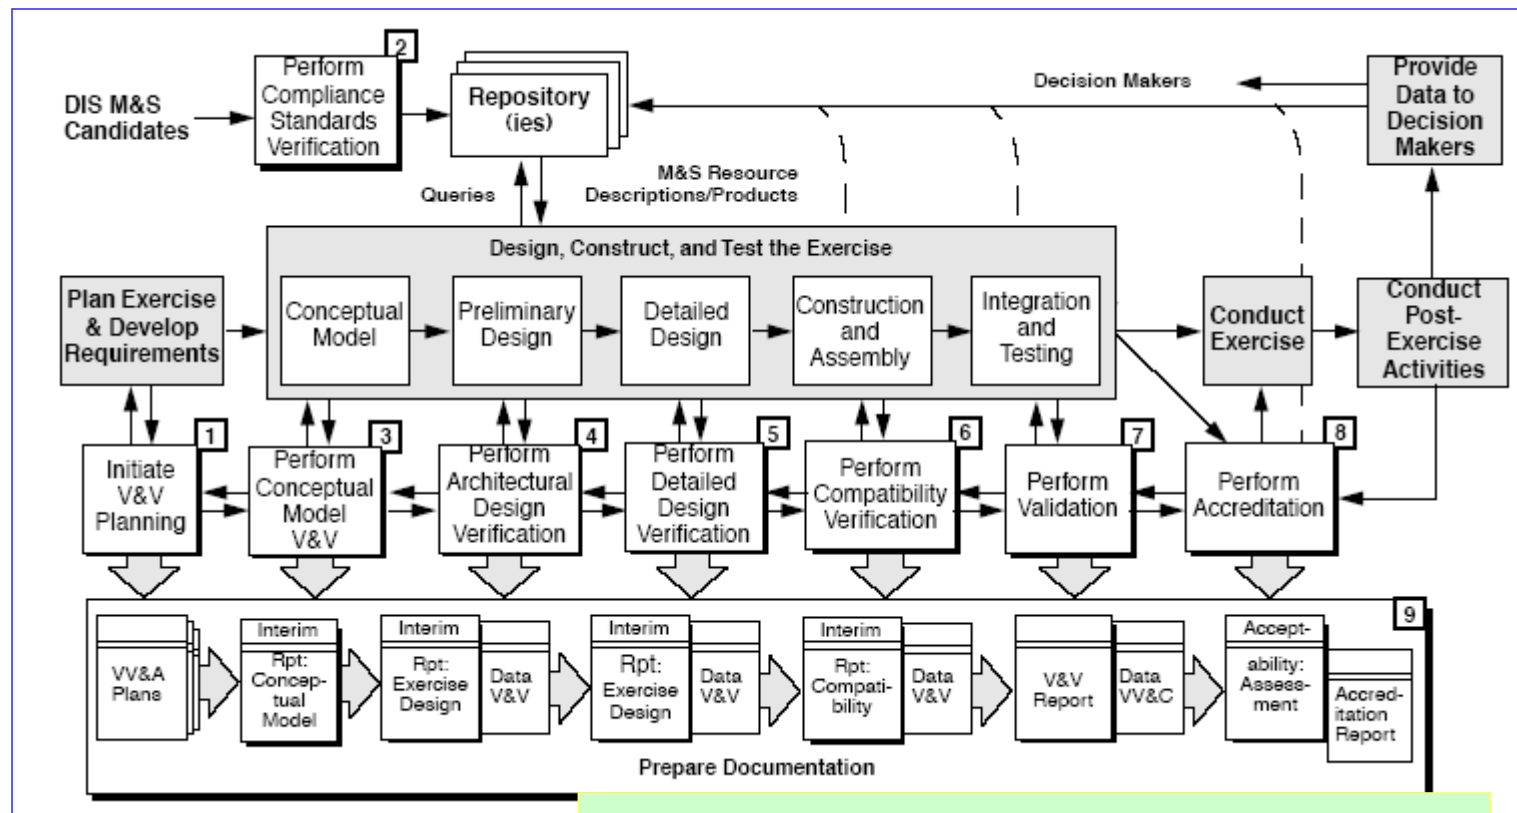 2
Perform
Compliance
Standards
Verification
DIS M&S
Candidates
Repository
(ies)
Decision Makers
Provide
Data to
Decision
Makers
Queries
M&S Resource
Descriptions/Products
Design, Construct, and Test the Exercise
Plan Exercise
& Develop
Requirements
Conceptual
Model
Preliminary
Design
Detailed
Design
Construction
and
Assembly
Integration
and
Testing
Conduct
Exercise
Conduct
Post-
Exercise
Activities
1
Initiate
V&V
Planning
3
Perform
Conceptual
Model
V&V
4
Perform
Architectural
Design
Verification
5
Perform
Detailed
Design
Verification
6
Perform
Compatibility
Verification
7
Perform
Validation
8
Perform
Accreditation
9
VV&A
Plans
Interim
Rpt:
Concep-
tual
Model
Interim
Rpt:
Exercise
Design
Data
V&V
Interim
Rpt:
Exercise
Design
Data
V&V
Interim
Rpt:
Compati-
bility
Data
V&V
V&V
Report
Data
VV&C
Accept-
ability:
Assess-
ment
Accred-
itation
Report
Prepare Documentation